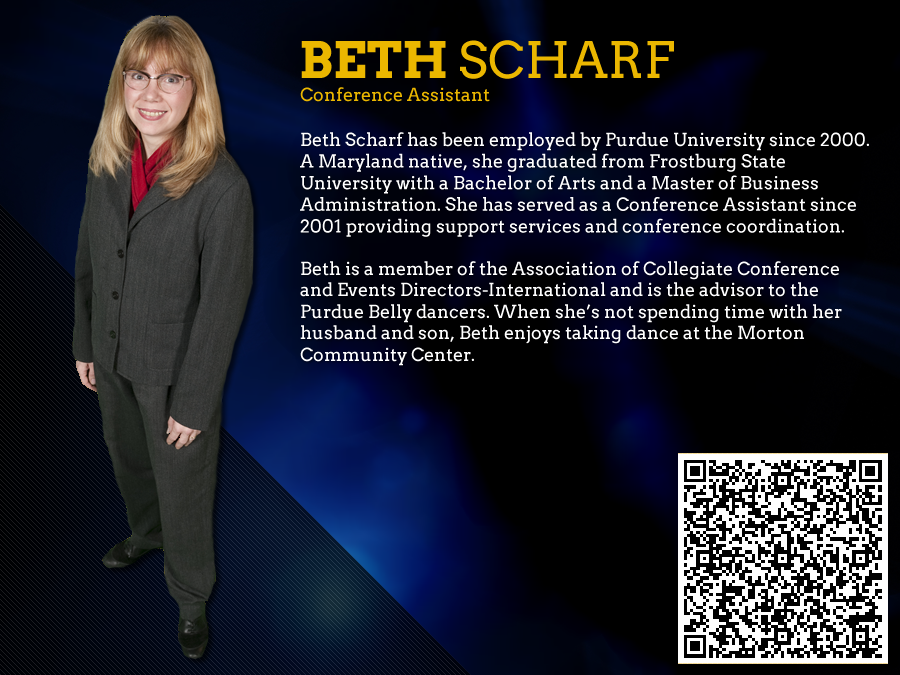 BETH SCHARF
Conference Assistant
Beth Scharf has been employed by Purdue University since 2000.
A Maryland native, she graduated from Frostburg State
University with a Bachelor of Arts and a Master of Business
Administration. She has served as a Conference Assistant since
2001 providing support services and conference coordination.
Beth is a member of the Association of Collegiate Conference
and Events Directors-International and is the advisor to the
Purdue Belly dancers. When she’s not spending time with her
husband and son, Beth enjoys taking dance at the Morton
Community Center.